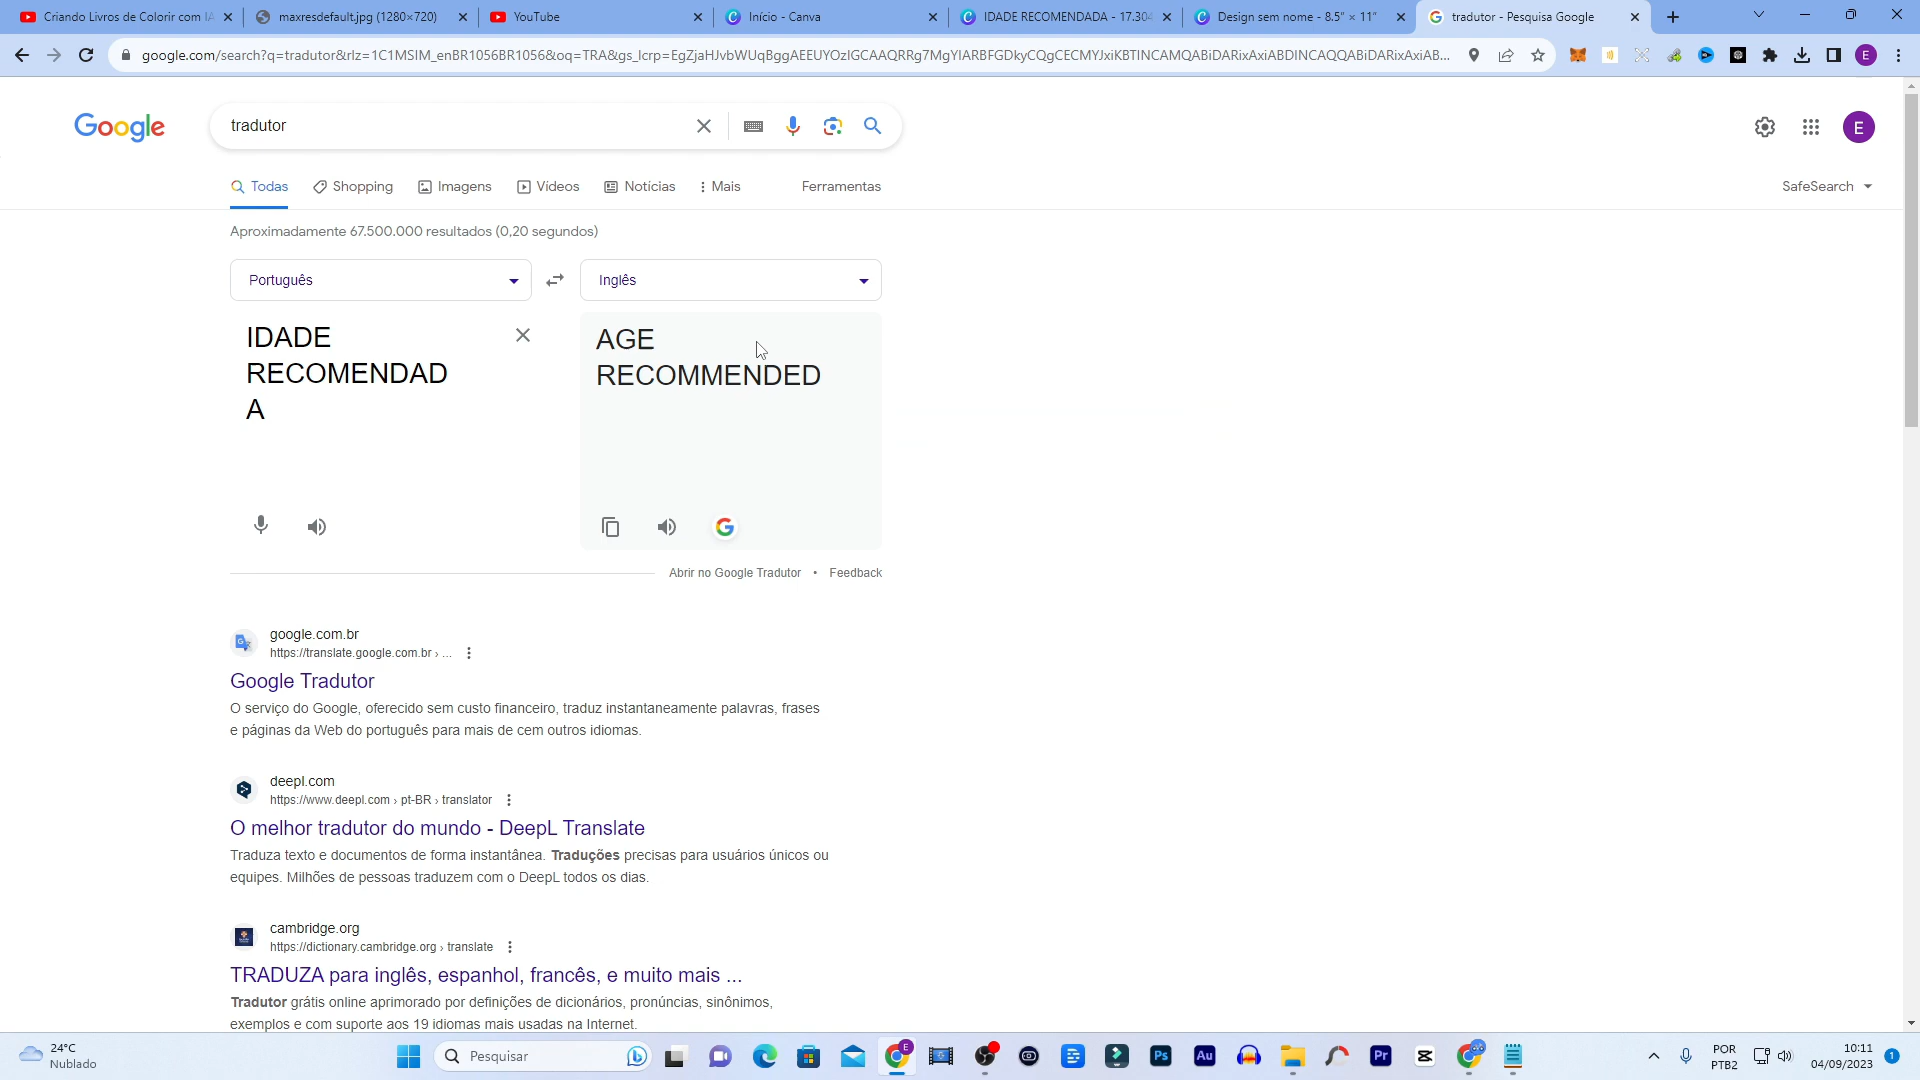 Criando Livros de Colorir com IA
maxresdefault.jpg (1280×720)
YouTube
Início - Canva
IDADE RECOMENDADA - 17.304
Design sem nome - 8.5" × 11"
tradutor - Pesquisa Google
google.com/search?q=tradutor&rlz=1C1MSIM_enBR1056BR1056&oq=TRA&gs_lcrp=EgZjaHJvbWUqBggAEEUYOzIGCAAQRRg7MgYIARBFGDkyCQgCECMYJxiKBTINCAMQABiDARixAxiABDINCAQQABiDARixAxiAB...
E
Google
tradutor
E
Todas
Shopping
Imagens
Vídeos
Notícias
Mais
Ferramentas
SafeSearch
Aproximadamente 67.500.000 resultados (0,20 segundos)
Português
Inglês
IDADE
RECOMENDAD
A
AGE
RECOMMENDED
Abrir no Google Tradutor • Feedback
google.com.br
https://translate.google.com.br › ...
Google Tradutor
O serviço do Google, oferecido sem custo financeiro, traduz instantaneamente palavras, frases
e páginas da Web do português para mais de cem outros idiomas.
deepl.com
https://www.deepl.com › pt-BR › translator
O melhor tradutor do mundo - DeepL Translate
Traduza texto e documentos de forma instantânea. Traduções precisas para usuários únicos ou
equipes. Milhões de pessoas traduzem com o DeepL todos os dias.
cambridge.org
https://dictionary.cambridge.org › translate
TRADUZA para inglês, espanhol, francês, e muito mais ...
Tradutor grátis online aprimorado por definições de dicionários, pronúncias, sinônimos,
exemplos e com suporte aos 19 idiomas mais usadas na Internet.
24°C
Nublado
Pesquisar
E
Ps
Au
Pr
POR
PTB2
10:11
04/09/2023
1